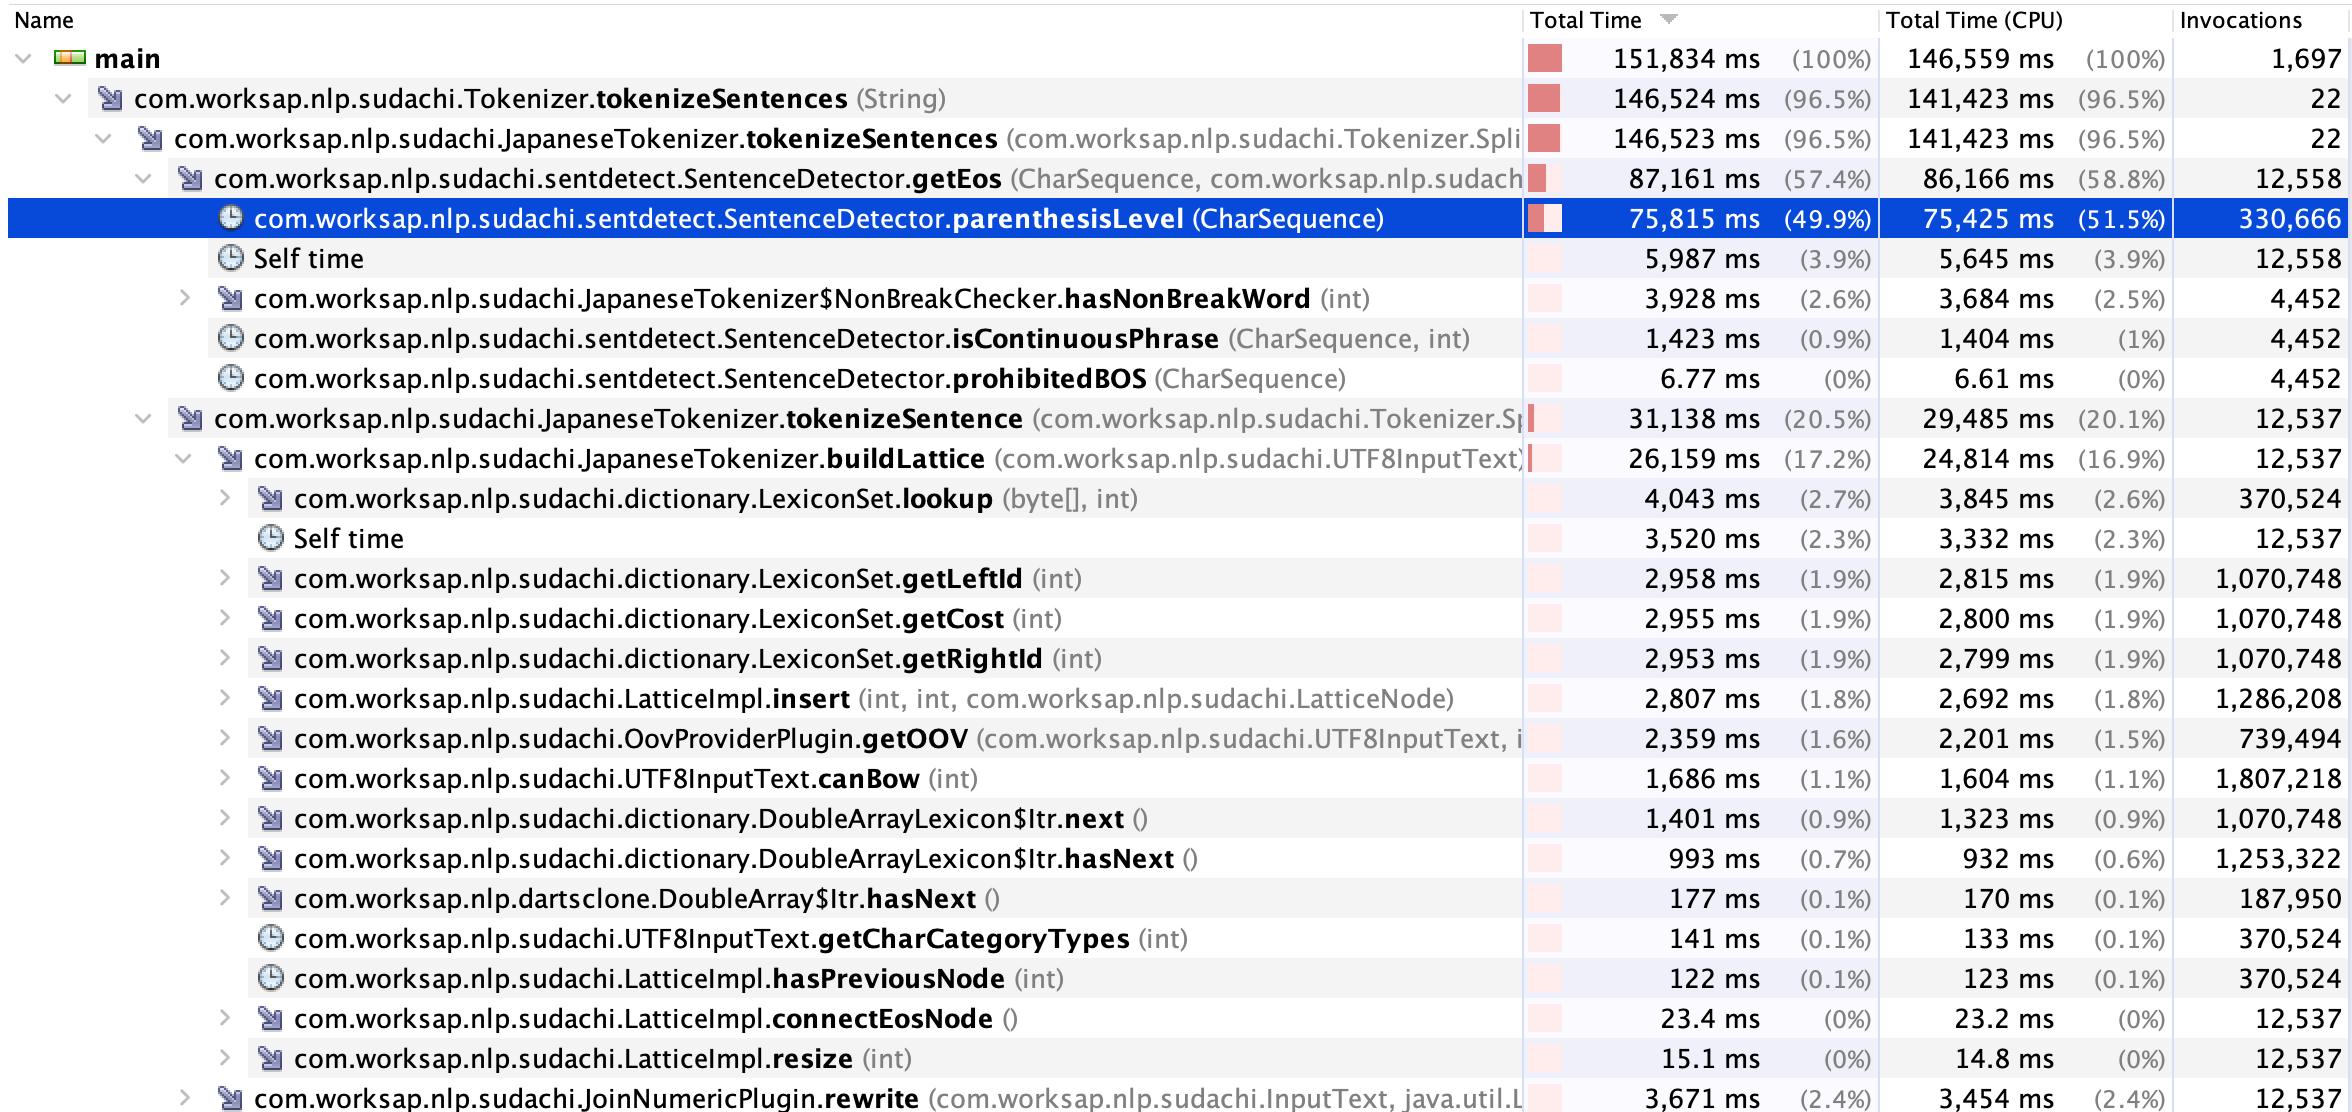 Name Total Time Total Time (CPU) Invocations
main 151,834 ms (100%) 146,559 ms (100%) 1,697
com.worksap.nlp.sudachi.Tokenizer.tokenizeSentences (String) 146,524 ms (96.5%) 141,423 ms (96.5%) 22
com.worksap.nlp.sudachi.JapaneseTokenizer.tokenizeSentences (com.worksap.nlp.sudachi.Tokenizer.Spli 146,523 ms (96.5%) 141,423 ms (96.5%) 22
com.worksap.nlp.sudachi.sentdetect.SentenceDetector.getEos (CharSequence, com.worksap.nlp.sudach 87,161 ms (57.4%) 86,166 ms (58.8%) 12,558
com.worksap.nlp.sudachi.sentdetect.SentenceDetector.parenthesisLevel (CharSequence) 75,815 ms (49.9%) 75,425 ms (51.5%) 330,666
Self time 5,987 ms (3.9%) 5,645 ms (3.9%) 12,558
com.worksap.nlp.sudachi.JapaneseTokenizer$NonBreakChecker.hasNonBreakWord (int) 3,928 ms (2.6%) 3,684 ms (2.5%) 4,452
com.worksap.nlp.sudachi.sentdetect.SentenceDetector.isContinuousPhrase (CharSequence, int) 1,423 ms (0.9%) 1,404 ms (1%) 4,452
com.worksap.nlp.sudachi.sentdetect.SentenceDetector.prohibitedBOS (CharSequence) 6.77 ms (0%) 6.61 ms (0%) 4,452
com.worksap.nlp.sudachi.JapaneseTokenizer.tokenizeSentence (com.worksap.nlp.sudachi.Tokenizer.Sp 31,138 ms (20.5%) 29,485 ms (20.1%) 12,537
com.worksap.nlp.sudachi.JapaneseTokenizer.buildLattice (com.worksap.nlp.sudachi.UTF8InputText) 26,159 ms (17.2%) 24,814 ms (16.9%) 12,537
com.worksap.nlp.sudachi.dictionary.LexiconSet.lookup (byte[], int) 4,043 ms (2.7%) 3,845 ms (2.6%) 370,524
Self time 3,520 ms (2.3%) 3,332 ms (2.3%) 12,537
com.worksap.nlp.sudachi.dictionary.LexiconSet.getLeftId (int) 2,958 ms (1.9%) 2,815 ms (1.9%) 1,070,748
com.worksap.nlp.sudachi.dictionary.LexiconSet.getCost (int) 2,955 ms (1.9%) 2,800 ms (1.9%) 1,070,748
com.worksap.nlp.sudachi.dictionary.LexiconSet.getRightId (int) 2,953 ms (1.9%) 2,799 ms (1.9%) 1,070,748
com.worksap.nlp.sudachi.LatticeImpl.insert (int, int, com.worksap.nlp.sudachi.LatticeNode) 2,807 ms (1.8%) 2,692 ms (1.8%) 1,286,208
com.worksap.nlp.sudachi.OovProviderPlugin.getOOV (com.worksap.nlp.sudachi.UTF8InputText, i 2,359 ms (1.6%) 2,201 ms (1.5%) 739,494
com.worksap.nlp.sudachi.UTF8InputText.canBow (int) 1,686 ms (1.1%) 1,604 ms (1.1%) 1,807,218
com.worksap.nlp.sudachi.dictionary.DoubleArrayLexicon$Itr.next () 1,401 ms (0.9%) 1,323 ms (0.9%) 1,070,748
com.worksap.nlp.sudachi.dictionary.DoubleArrayLexicon$Itr.hasNext () 993 ms (0.7%) 932 ms (0.6%) 1,253,322
com.worksap.nlp.dartsclone.DoubleArray$Itr.hasNext () 177 ms (0.1%) 170 ms (0.1%) 187,950
com.worksap.nlp.sudachi.UTF8InputText.getCharCategoryTypes (int) 141 ms (0.1%) 133 ms (0.1%) 370,524
com.worksap.nlp.sudachi.LatticeImpl.hasPreviousNode (int) 122 ms (0.1%) 123 ms (0.1%) 370,524
com.worksap.nlp.sudachi.LatticeImpl.connectEosNode () 23.4 ms (0%) 23.2 ms (0%) 12,537
com.worksap.nlp.sudachi.LatticeImpl.resize (int) 15.1 ms (0%) 14.8 ms (0%) 12,537
com.worksap.nlp.sudachi.JoinNumericPlugin.rewrite (com.worksap.nlp.sudachi.InputText, java.util.L 3,671 ms (2.4%) 3,454 ms (2.4%) 12,537